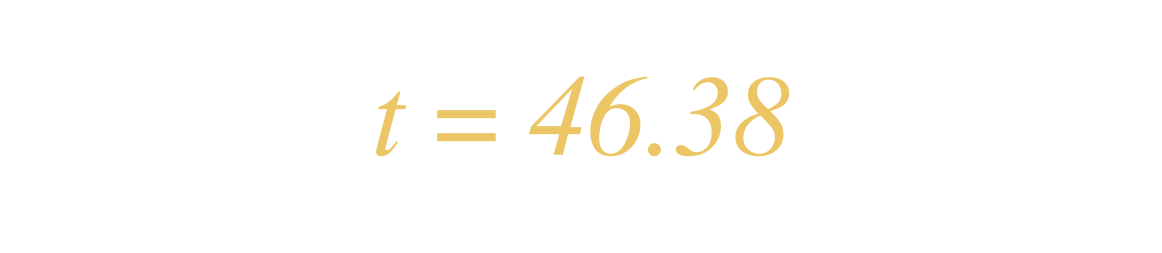 t = 46.38